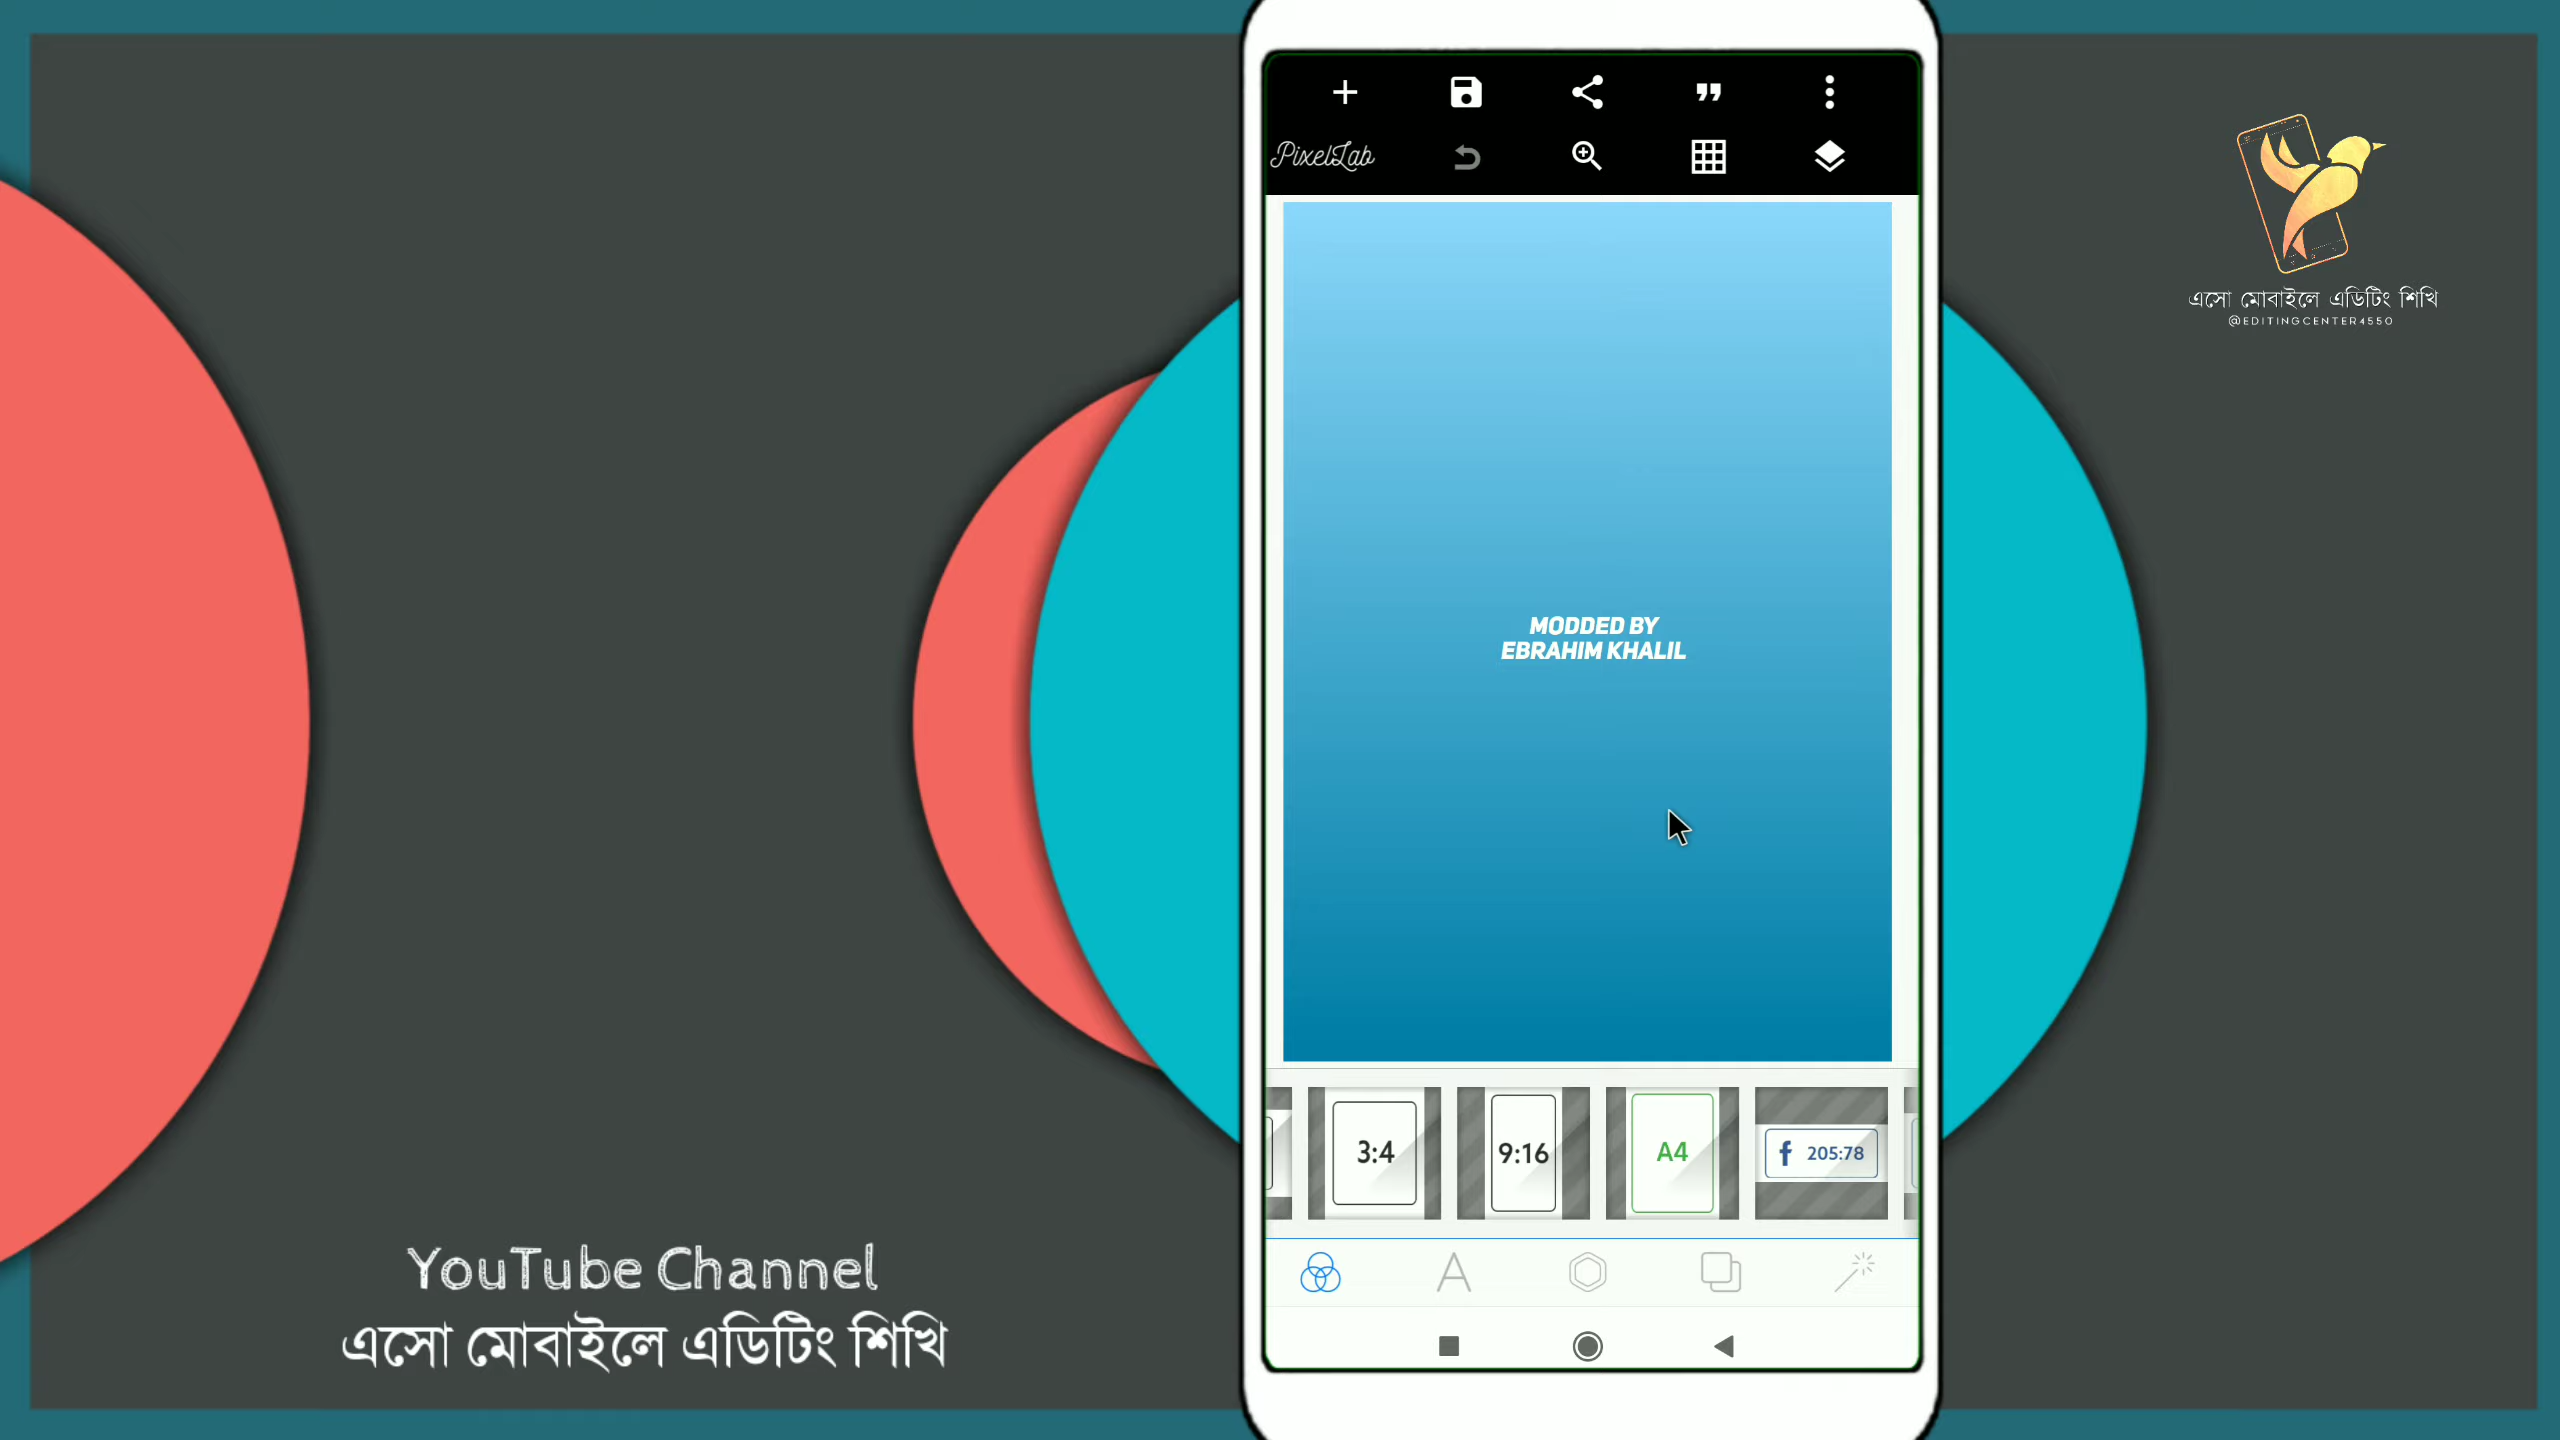 PixelLab
এসো মোবাইলে এডিটিং শিখি
@EDITINGCENTER4550
MODDED BY
EBRAHIM KHALIL
3:4
9:16
A4
f 205:78
YouTube Channel
এসো মোবাইলে এডিটিং শিখি